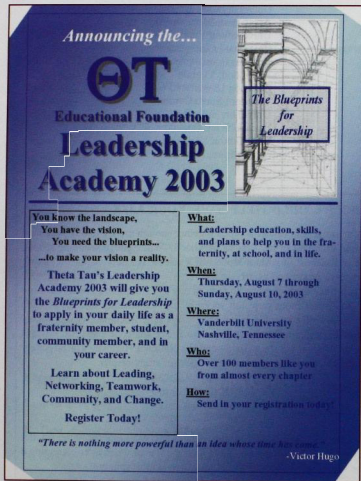 Announcing the...
ΘT
Educational Foundation
Leadership
Academy 2003
The Blueprints
for
Leadership
You know the landscape,
You have the vision,
You need the blueprints...
...to make your vision a reality.
Theta Tau's Leadership
Academy 2003 will give you
the Blueprints for Leadership
to apply in your daily life as a
fraternity member, student,
community member, and in
your career.
Learn about Leading,
Networking, Teamwork,
Community, and Change.
Register Today!
What:
Leadership education, skills,
and plans to help you in the fra-
ternity, at school, and in life.
When:
Thursday, August 7 through
Sunday, August 10, 2003
Where:
Vanderbilt University
Nashville, Tennessee
Who:
Over 100 members like you
from almost every chapter
How:
Send in your registration today!
"There is nothing more powerful than an idea whose time has come."
-Victor Hugo